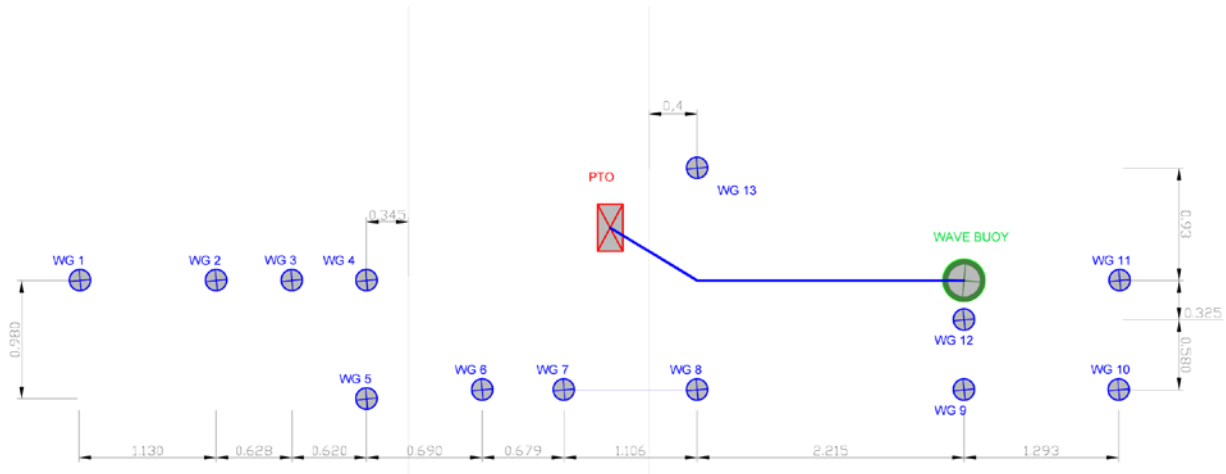 0,4
PTO
WG 13
0.345
0.93
WAVE BUOY
WG 1
WG 2
WG 3
WG 4
WG 11
0.325
0.980
WG 12
WG 5
WG 6
WG 7
WG 8
WG 10
0.580
WG 9
1.130
0.628
0.620
0.690
0.679
1.106
2.215
1.293